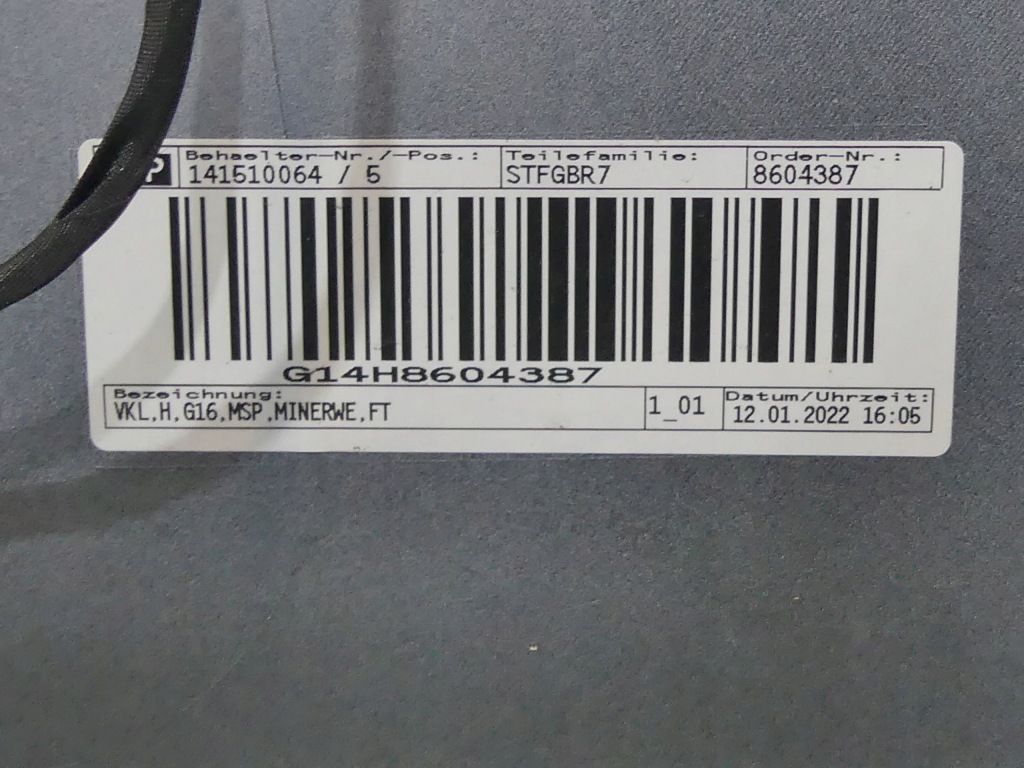 P Behaelter-Nr./-Pos.: Teilefamilie: Order-Nr.:
141510064 / 5 STFGBR7 8604387
G14H8604387
Bezeichnung: Datum/Uhrzeit:
VKL,H,G16,MSP,MINERWE,FT 1_01 12.01.2022 16:05